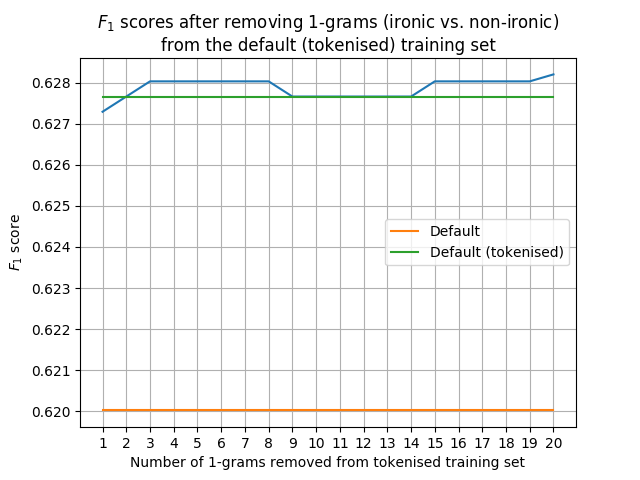 F₁ scores after removing 1-grams (ironic vs. non-ironic)
from the default (tokenised) training set
0.628
0.627
0.626
0.625
0.624
0.623
0.622
0.621
0.620
F₁ score
Default
Default (tokenised)
1 2 3 4 5 6 7 8 9 10 11 12 13 14 15 16 17 18 19 20
Number of 1-grams removed from tokenised training set